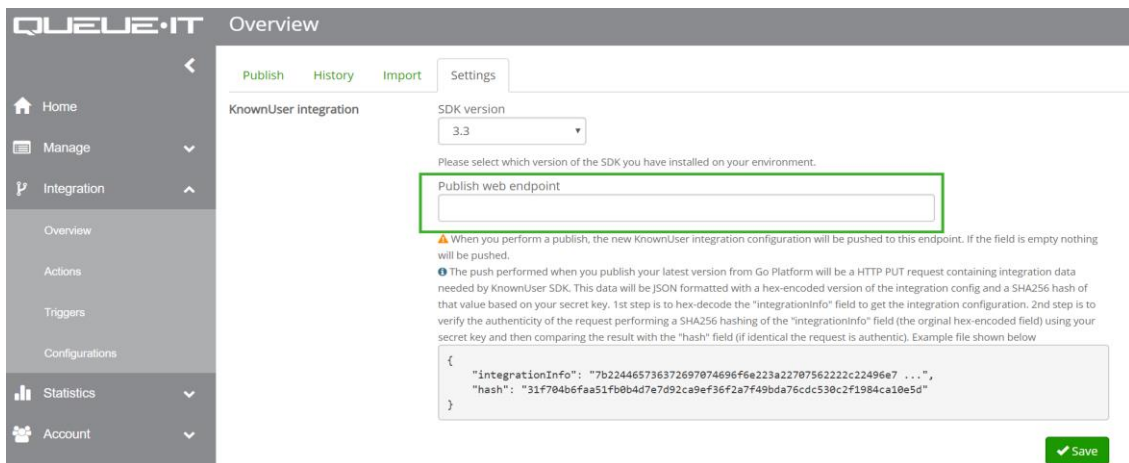 QUEUE·IT
Overview
Publish
History
Import
Settings
Home
Manage
Integration
Overview
Actions
Triggers
Configurations
Statistics
Account
KnownUser integration
SDK version
3.3
Please select which version of the SDK you have installed on your environment.
Publish web endpoint
When you perform a publish, the new KnownUser integration configuration will be pushed to this endpoint. If the field is empty nothing
will be pushed.
The push performed when you publish your latest version from Go Platform will be a HTTP PUT request containing integration data
needed by KnownUser SDK. This data will be JSON formatted with a hex-encoded version of the integration config and a SHA256 hash of
that value based on your secret key. 1st step is to hex-decode the "integrationInfo" field to get the integration configuration. 2nd step is to
verify the authenticity of the request performing a SHA256 hashing of the "integrationInfo" field (the orginal hex-encoded field) using your
secret key and then comparing the result with the "hash" field (if identical the request is authentic). Example file shown below
{
"integrationInfo": "7b224465736372697074696f6e223a22707562222c22496e7 ...",
"hash": "31f704b6faa51fb0b4d7e7d92ca9ef36f2a7f49bda76cdc530c2f1984ca10e5d"
}
Save